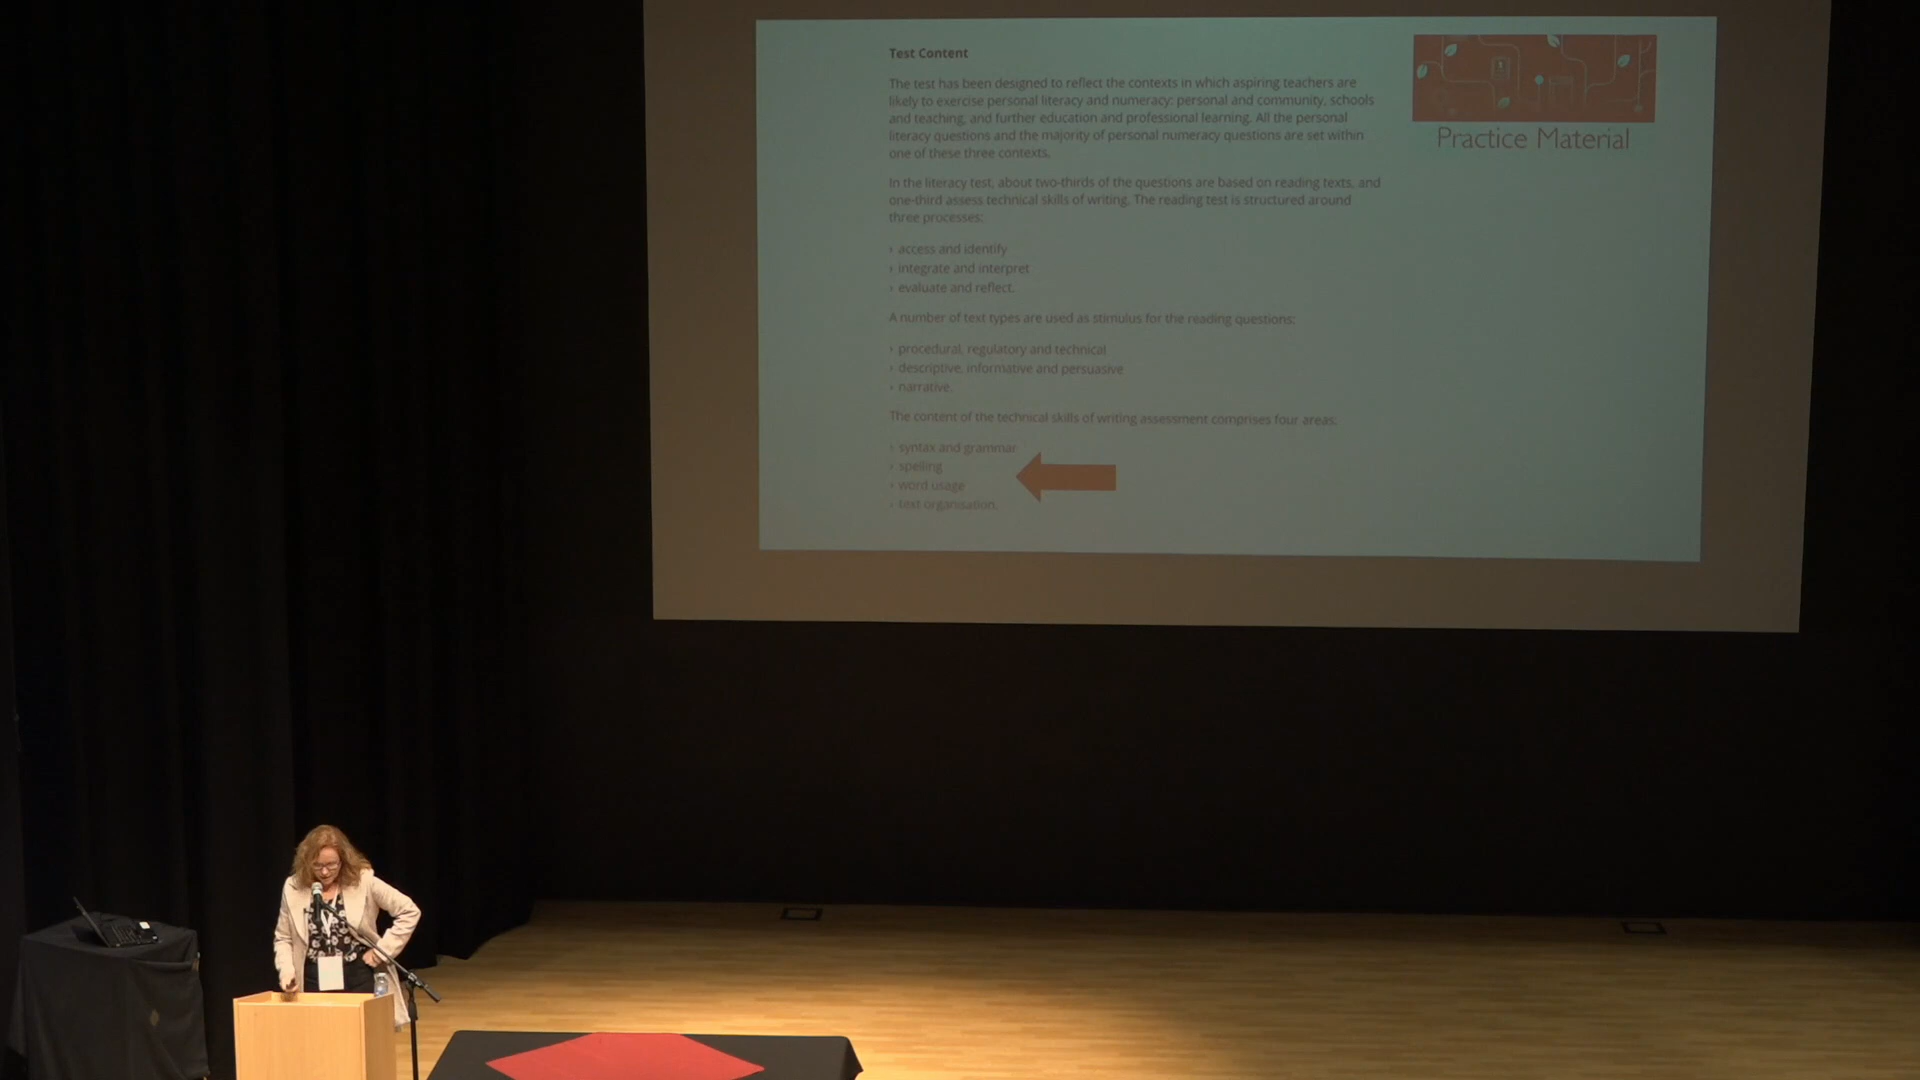 Test Content
The test has been designed to reflect the contexts in which aspiring teachers are
likely to exercise personal literacy and numeracy: personal and community, schools
and teaching, and further education and professional learning. All the personal
literacy questions and the majority of personal numeracy questions are set within
one of these three contexts.
In the literacy test, about two-thirds of the questions are based on reading texts, and
one-third assess technical skills of writing. The reading test is structured around
three processes:
› access and identify
› integrate and interpret
› evaluate and reflect.
A number of text types are used as stimulus for the reading questions:
› procedural, regulatory and technical
› descriptive, informative and persuasive
› narrative.
The content of the technical skills of writing assessment comprises four areas:
› syntax and grammar
› spelling
› word usage
› text organisation.
Practice Material